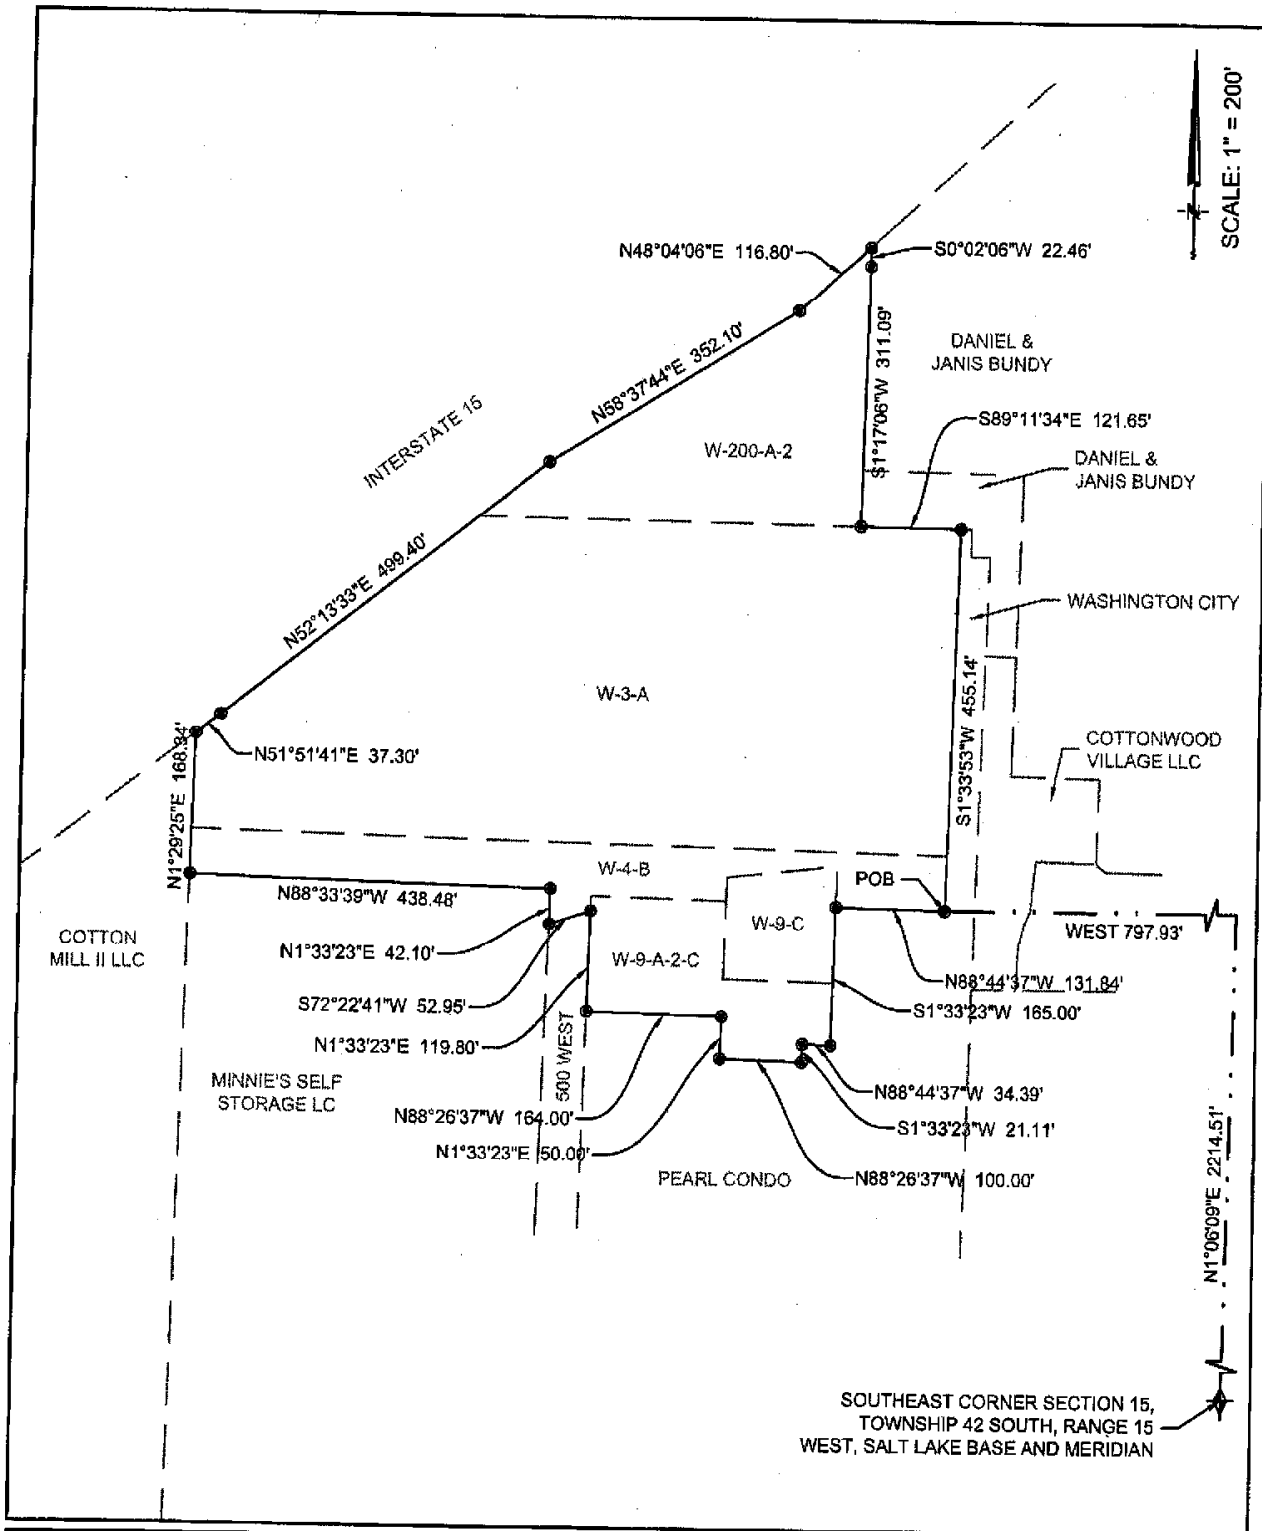 SCALE: 1" = 200'
N48°04'06"E 116.80'
S0°02'06"W 22.46'
N58°37'44"E 352.10'
S1°17'06"W 311.09'
DANIEL &
JANIS BUNDY
INTERSTATE 15
W-200-A-2
S89°11'34"E 121.65'
DANIEL &
JANIS BUNDY
N52°13'33"E 499.40'
WASHINGTON CITY
W-3-A
S1°33'53"W 455.14'
N51°51'41"E 37.30'
COTTONWOOD
VILLAGE LLC
N1°29'25"E 168.34'
W-4-B
POB
N88°33'39"W 438.48'
W-9-C
WEST 797.93'
COTTON
MILL II LLC
N1°33'23"E 42.10'
W-9-A-2-C
N88°44'37"W 131.84'
S72°22'41"W 52.95'
S1°33'23"W 165.00'
N1°33'23"E 119.80'
500 WEST
MINNIE'S SELF
STORAGE LC
N88°44'37"W 34.39'
N88°26'37"W 164.00'
S1°33'23"W 21.11'
N1°33'23"E 50.00'
PEARL CONDO
N88°26'37"W 100.00'
N1°06'09"E 2214.51'
SOUTHEAST CORNER SECTION 15,
TOWNSHIP 42 SOUTH, RANGE 15
WEST, SALT LAKE BASE AND MERIDIAN